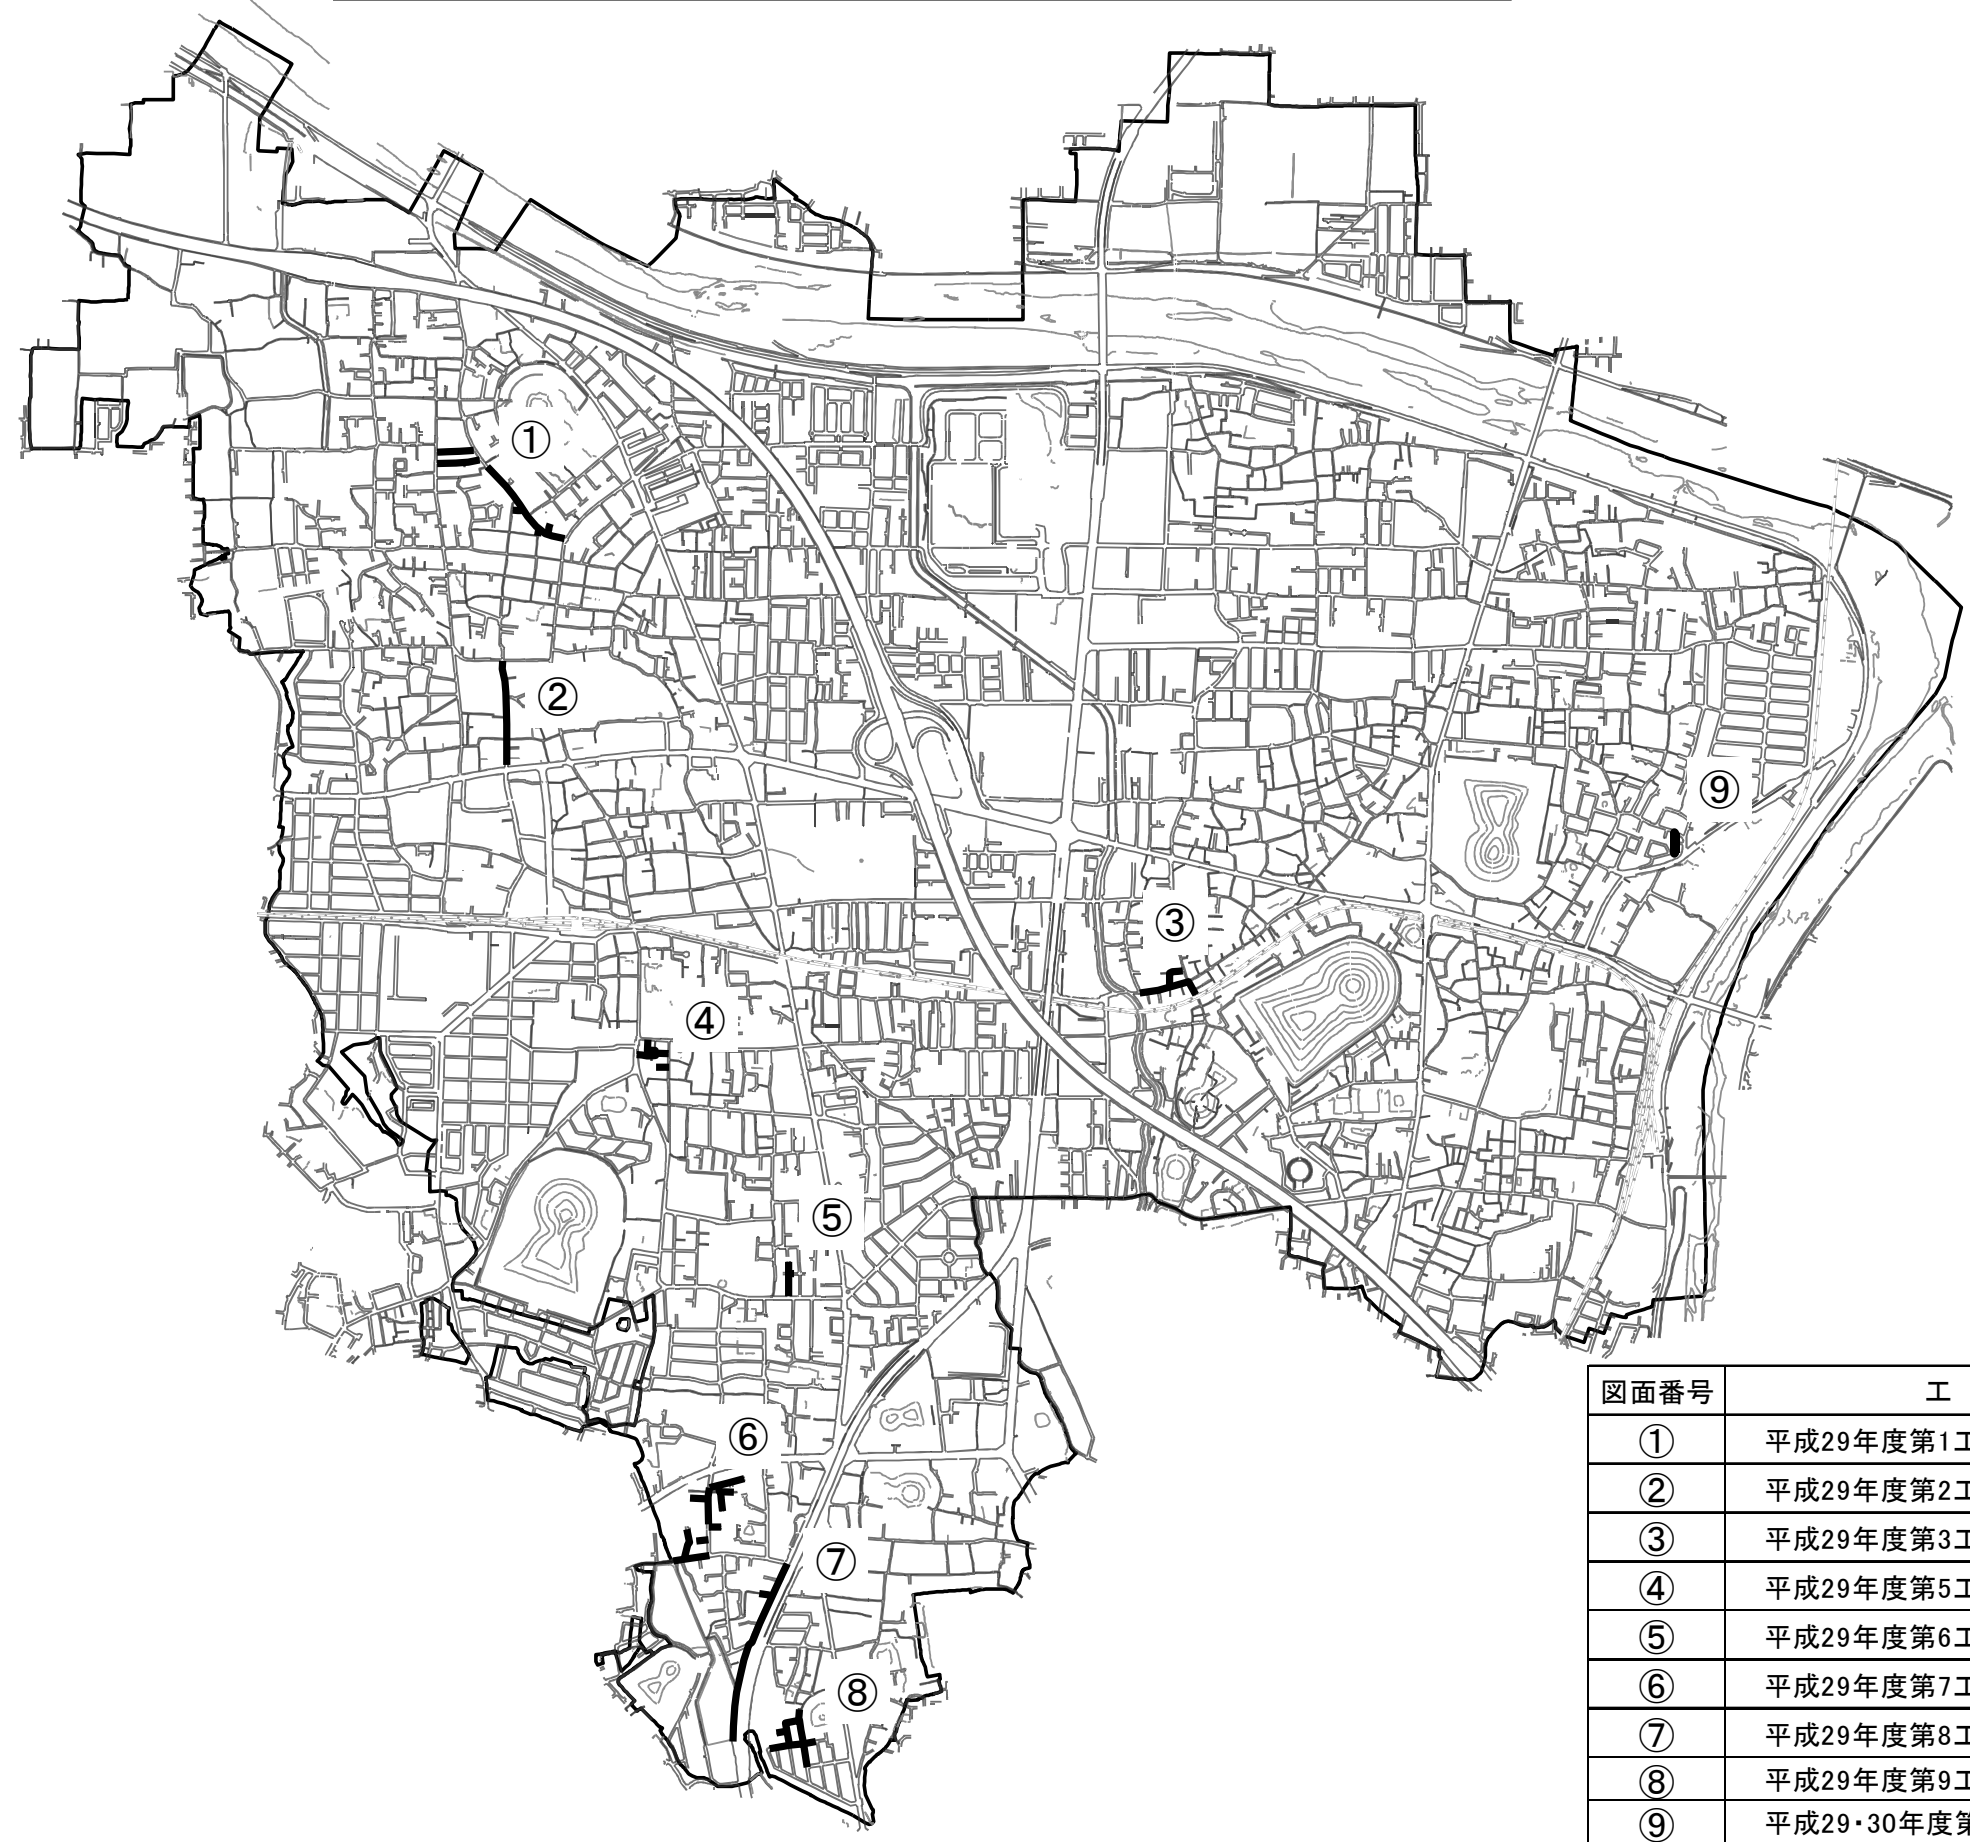 ①
②
⑨
③
④
⑤
⑥
⑦
⑧
図面番号 工
① 平成29年度第1工
② 平成29年度第2工
③ 平成29年度第3工
④ 平成29年度第5工
⑤ 平成29年度第6工
⑥ 平成29年度第7工
⑦ 平成29年度第8工
⑧ 平成29年度第9工
⑨ 平成29・30年度第